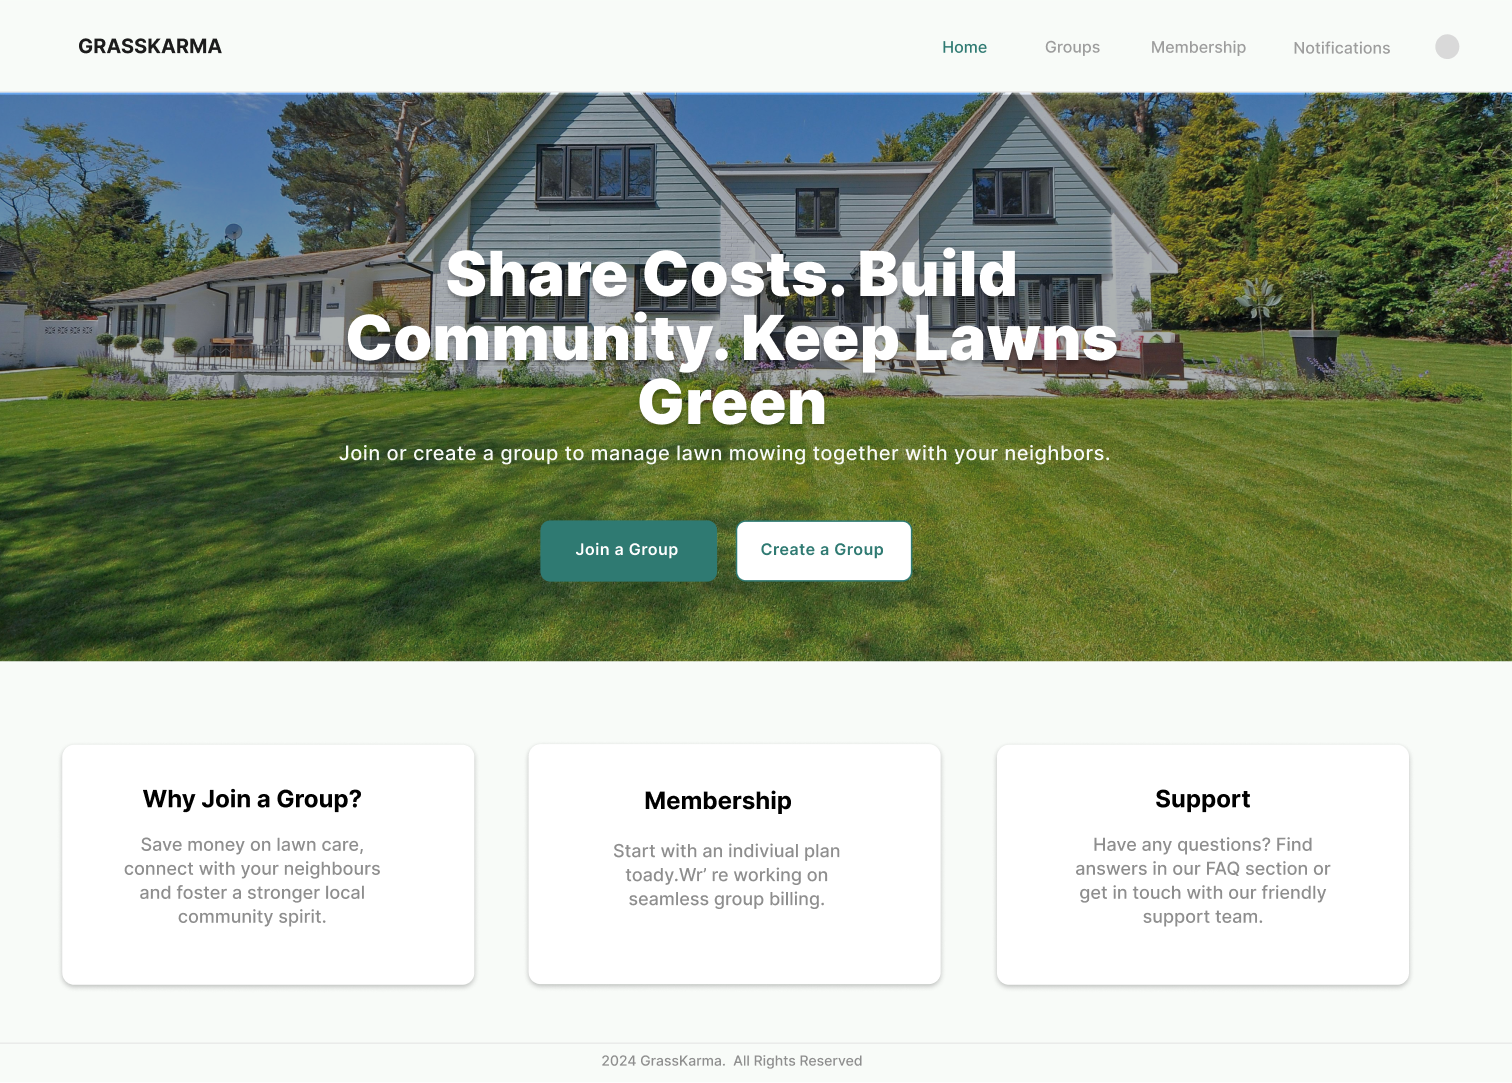 GRASSKARMA
Home Groups Membership Notifications
Share Costs. Build
Community. Keep Lawns
Green
Join or create a group to manage lawn mowing together with your neighbors.
Join a Group
Create a Group
Why Join a Group?
Save money on lawn care,
connect with your neighbours
and foster a stronger local
community spirit.
Membership
Start with an indiviual plan
toady.Wr’ re working on
seamless group billing.
Support
Have any questions? Find
answers in our FAQ section or
get in touch with our friendly
support team.
2024 GrassKarma.  All Rights Reserved